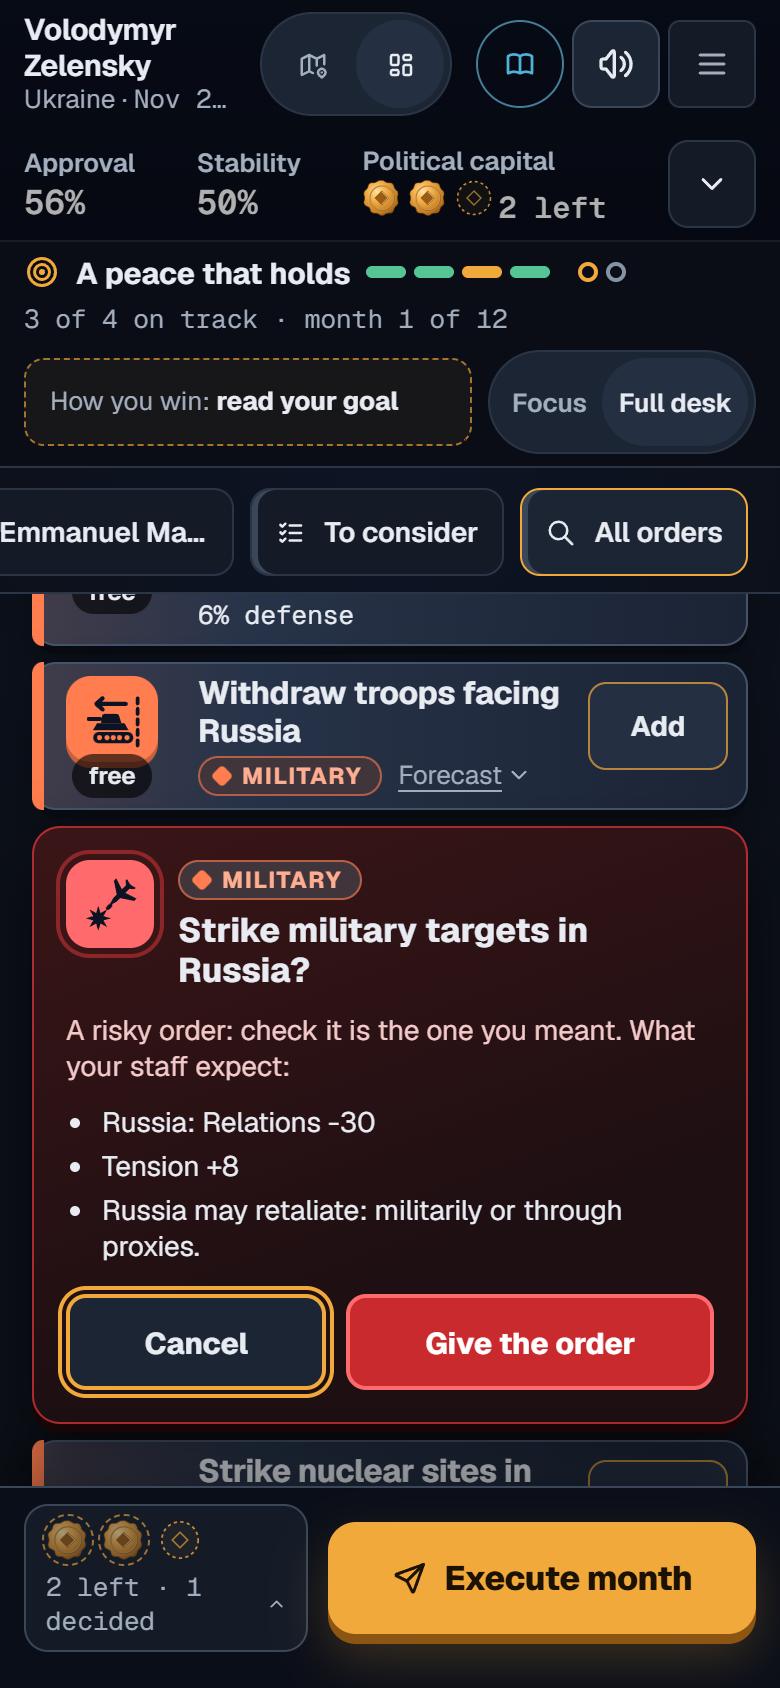 Volodymyr
Zelensky
Ukraine · Nov 2…
Approval
56%
Stability
50%
Political capital
2 left
A peace that holds
3 of 4 on track · month 1 of 12
How you win: read your goal
Focus
Full desk
Emmanuel Ma…
To consider
All orders
free
6% defense
Withdraw troops facing
Russia
Add
free
MILITARY
Forecast
MILITARY
Strike military targets in
Russia?
A risky order: check it is the one you meant. What
your staff expect:
• Russia: Relations -30
• Tension +8
• Russia may retaliate: militarily or through
proxies.
Cancel
Give the order
Strike nuclear sites in
2 left · 1
decided
Execute month